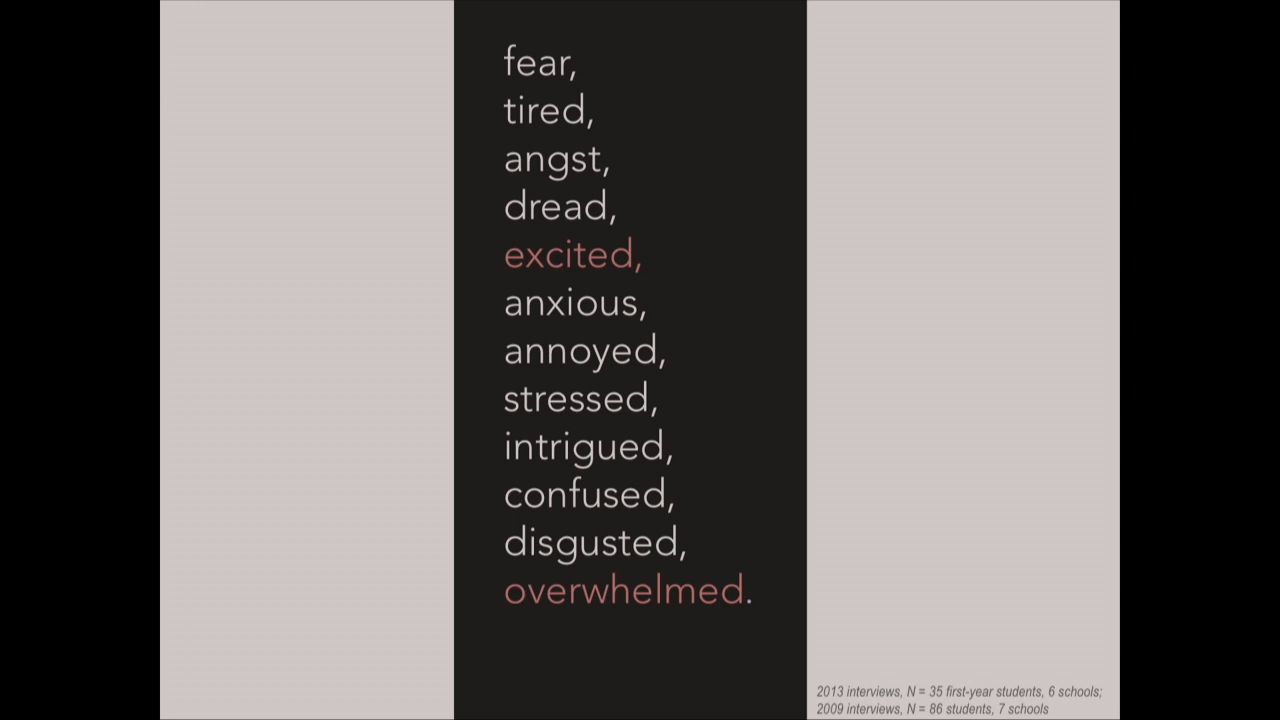 fear,
tired,
angst,
dread,
excited,
anxious,
annoyed,
stressed,
intrigued,
confused,
disgusted,
overwhelmed.
2013 interviews, N = 35 first-year students, 6 schools;
2009 interviews, N = 86 students, 7 schools